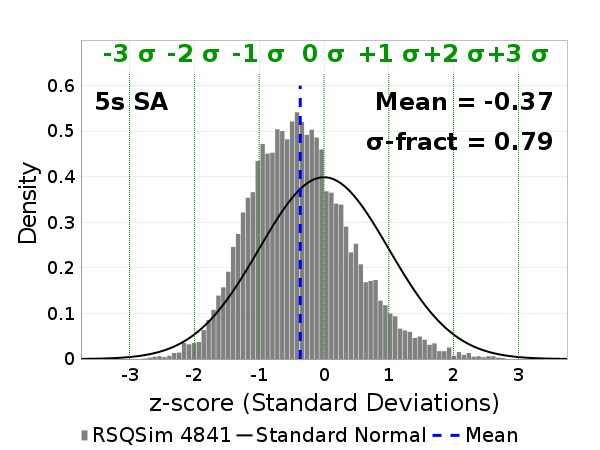 -3 σ -2 σ -1 σ 0 σ +1 σ +2 σ +3 σ
0.6
5s SA
Mean = -0.37
0.5
σ-fract = 0.79
0.4
0.3
0.2
0.1
0
Density
-3 -2 -1 0 1 2 3
z-score (Standard Deviations)
RSQSim 4841 Standard Normal Mean